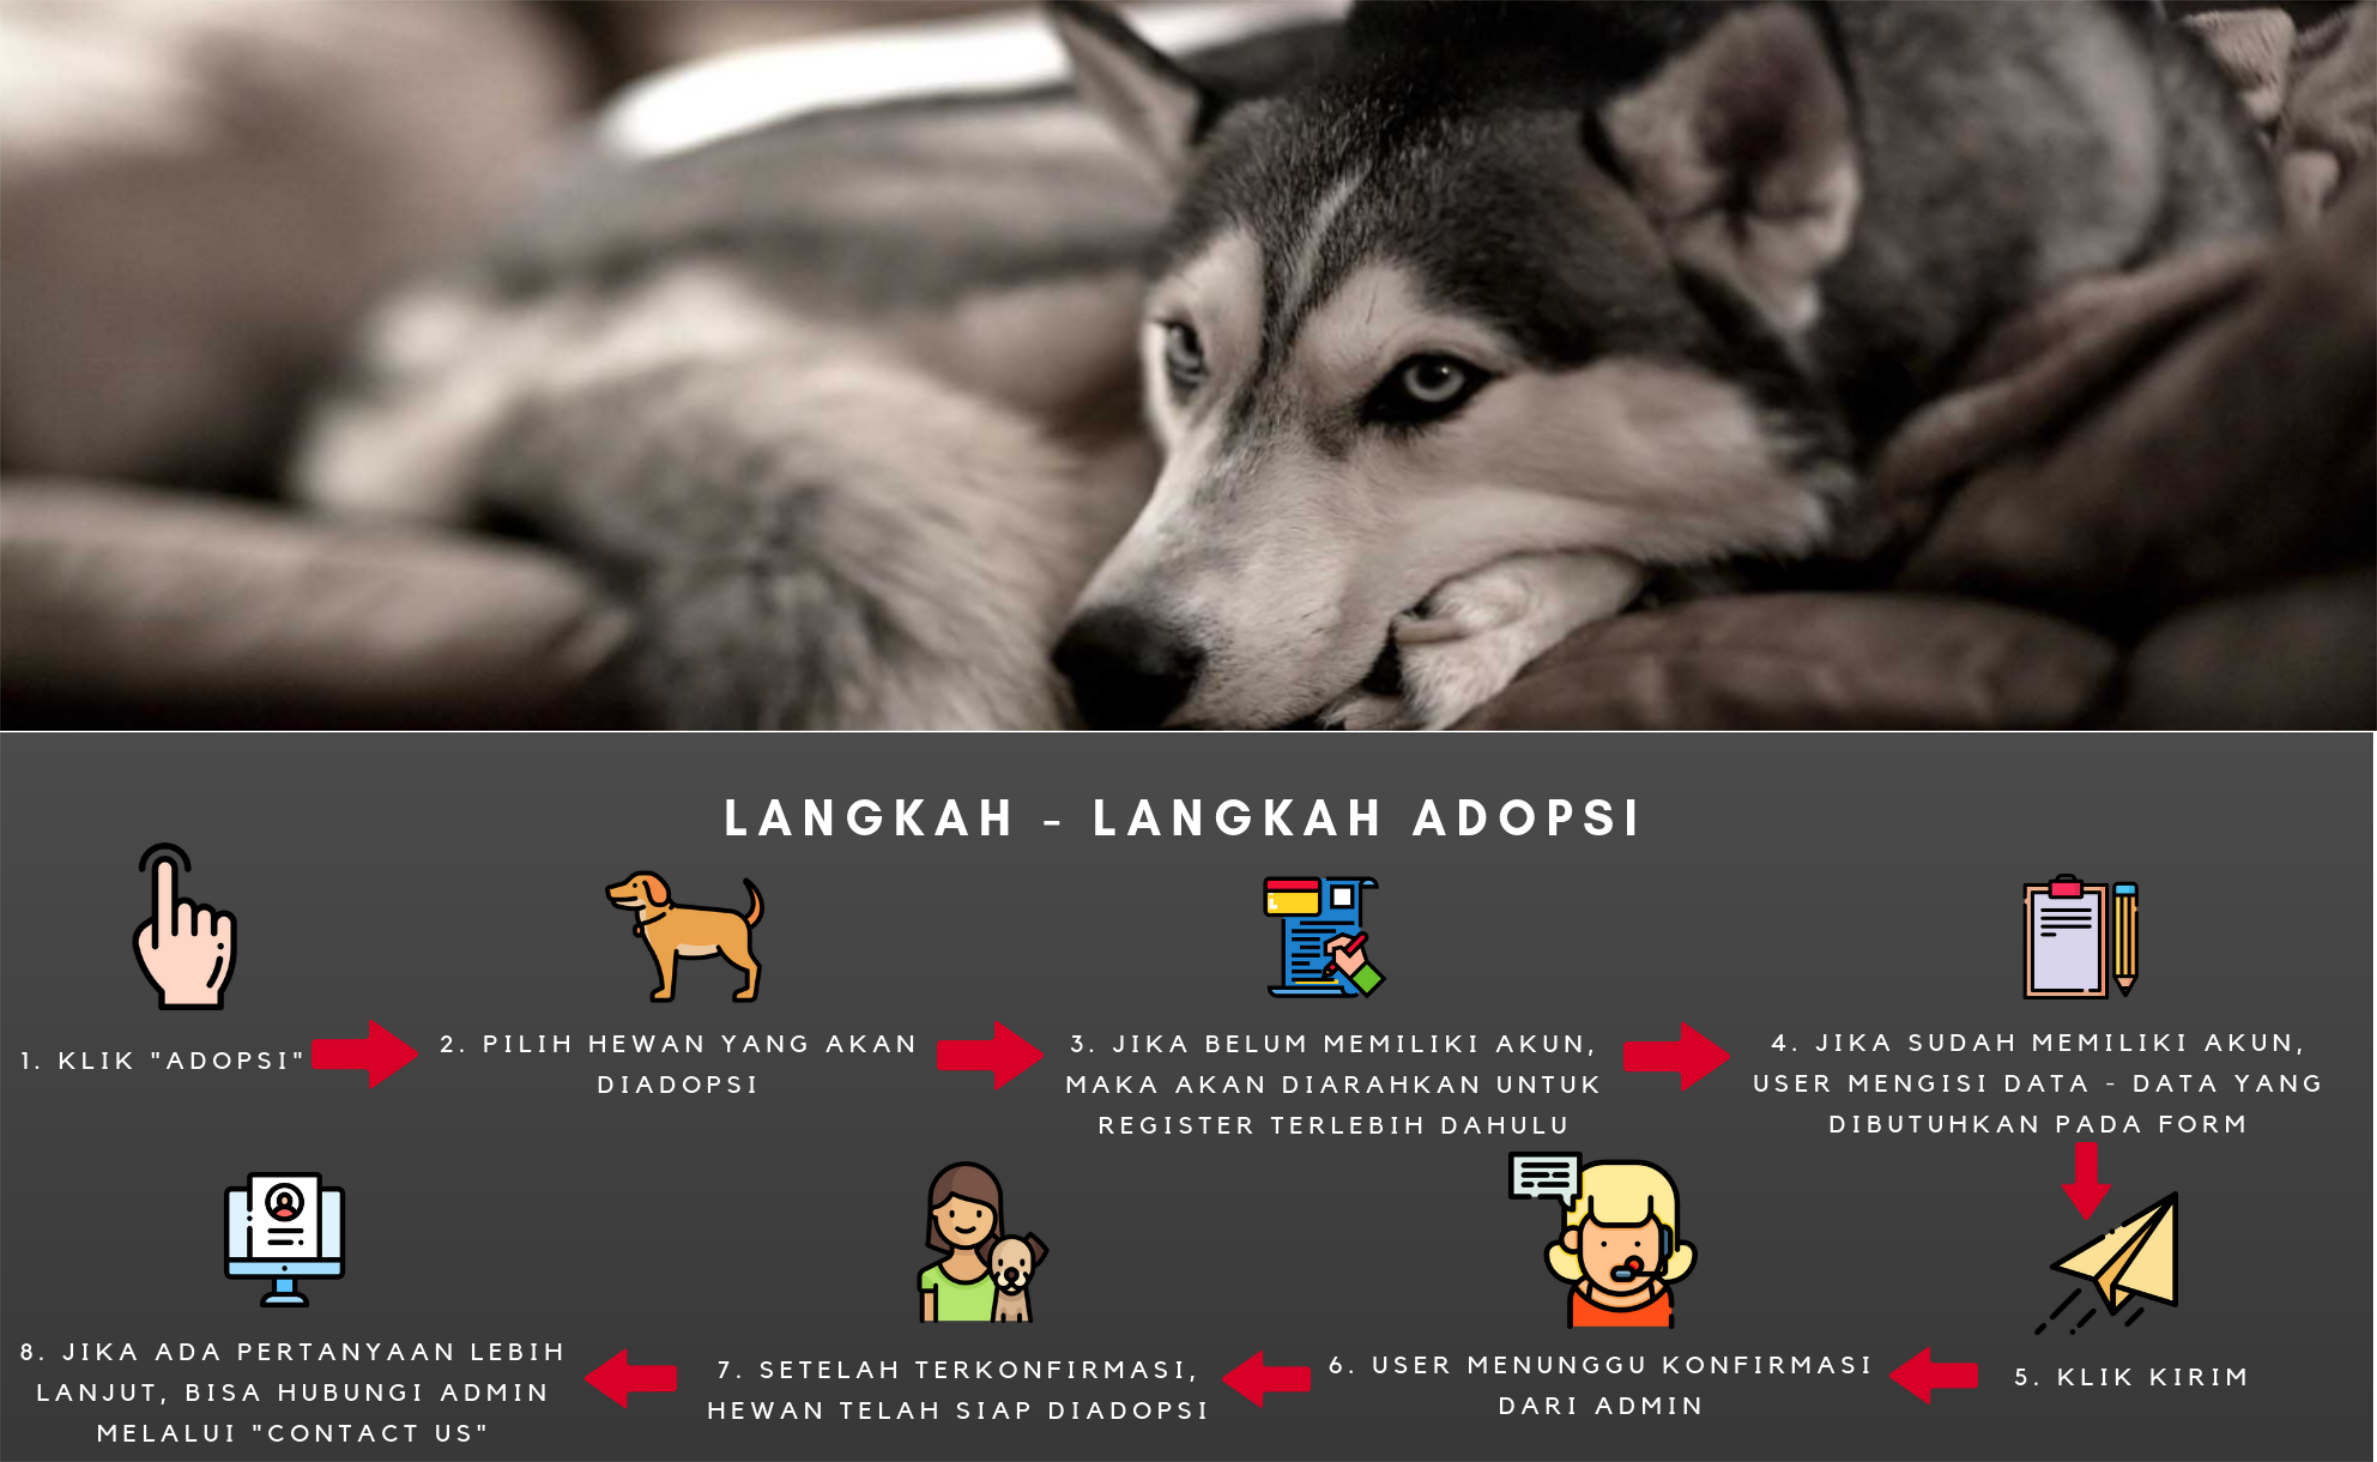 LANGKAH - LANGKAH ADOPSI
1. KLIK "ADOPSI"
2. PILIH HEWAN YANG AKAN
DIADOPSI
3. JIKA BELUM MEMILIKI AKUN,
MAKA AKAN DIARAHKAN UNTUK
REGISTER TERLEBIH DAHULU
4. JIKA SUDAH MEMILIKI AKUN,
USER MENGISI DATA - DATA YANG
DIBUTUHKAN PADA FORM
5. KLIK KIRIM
6. USER MENUNGGU KONFIRMASI
DARI ADMIN
7. SETELAH TERKONFIRMASI,
HEWAN TELAH SIAP DIADOPSI
8. JIKA ADA PERTANYAAN LEBIH
LANJUT, BISA HUBUNGI ADMIN
MELALUI "CONTACT US"